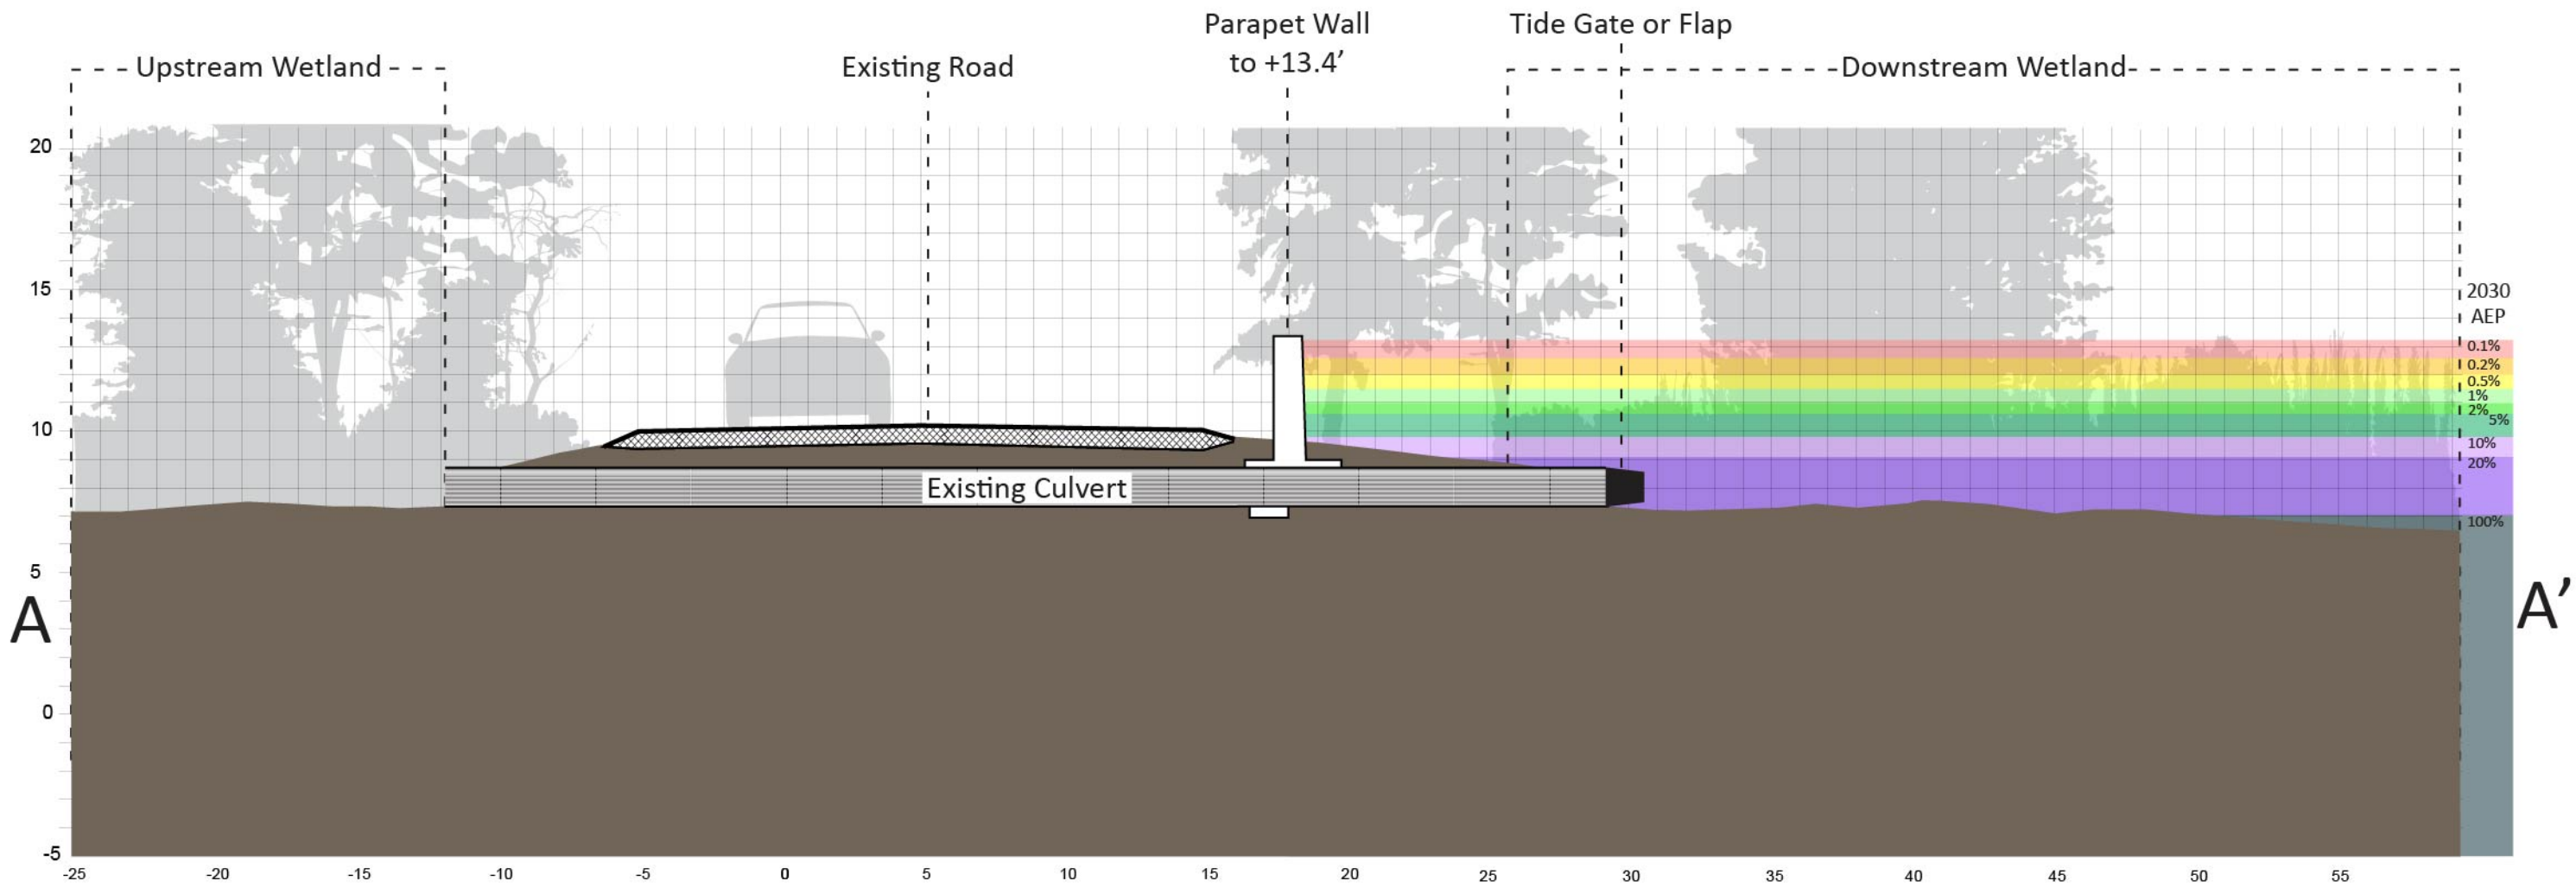 Parapet Wall
to +13.4’
Tide Gate or Flap
Upstream Wetland
Existing Road
Downstream Wetland
20
15
10
5
0
-5
2030
AEP
0.1%
0.2%
0.5%
1%
2%
5%
10%
20%
100%
Existing Culvert
A
A’
-25 -20 -15 -10 -5 0 5 10 15 20 25 30 35 40 45 50 55